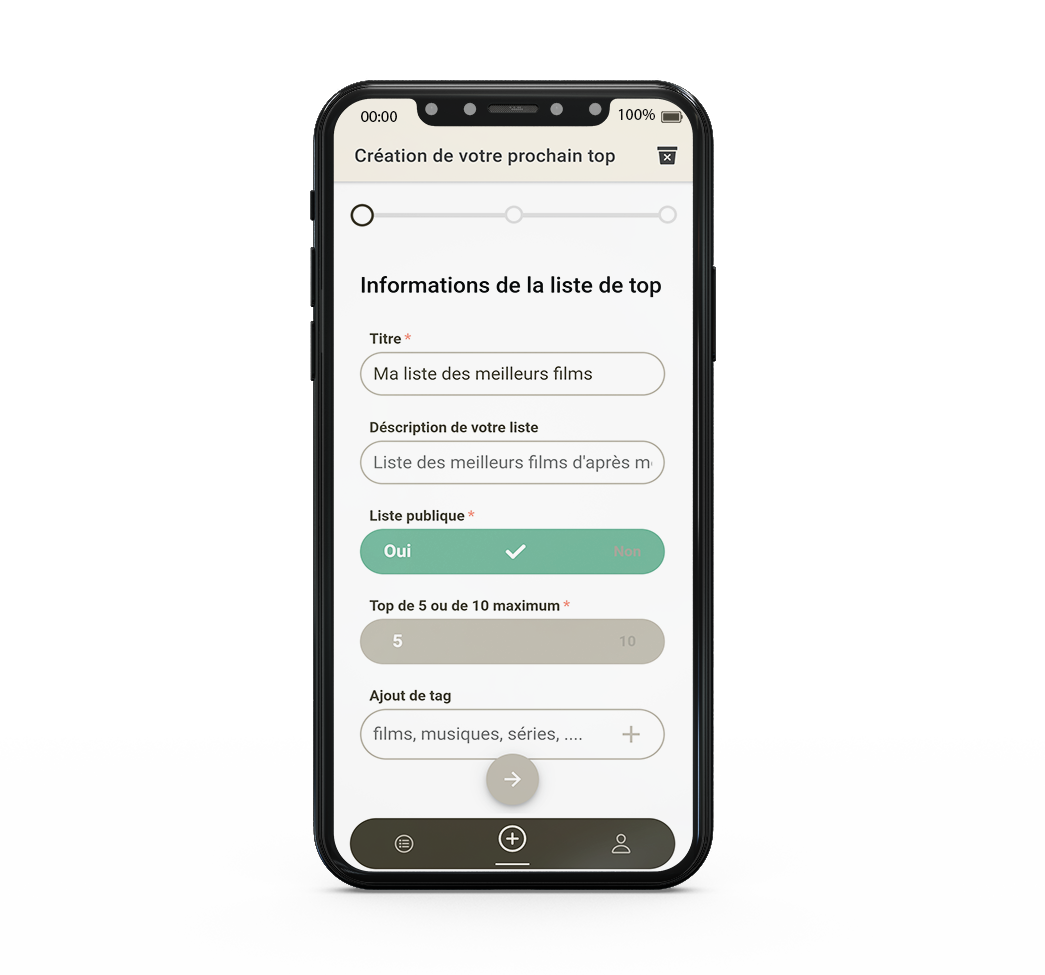 00:00
100%
Création de votre prochain top
Informations de la liste de top
Titre *
Ma liste des meilleurs films
Déscription de votre liste
Liste des meilleurs films d'après m
Liste publique *
Oui Non
Top de 5 ou de 10 maximum *
5 10
Ajout de tag
films, musiques, séries, ....